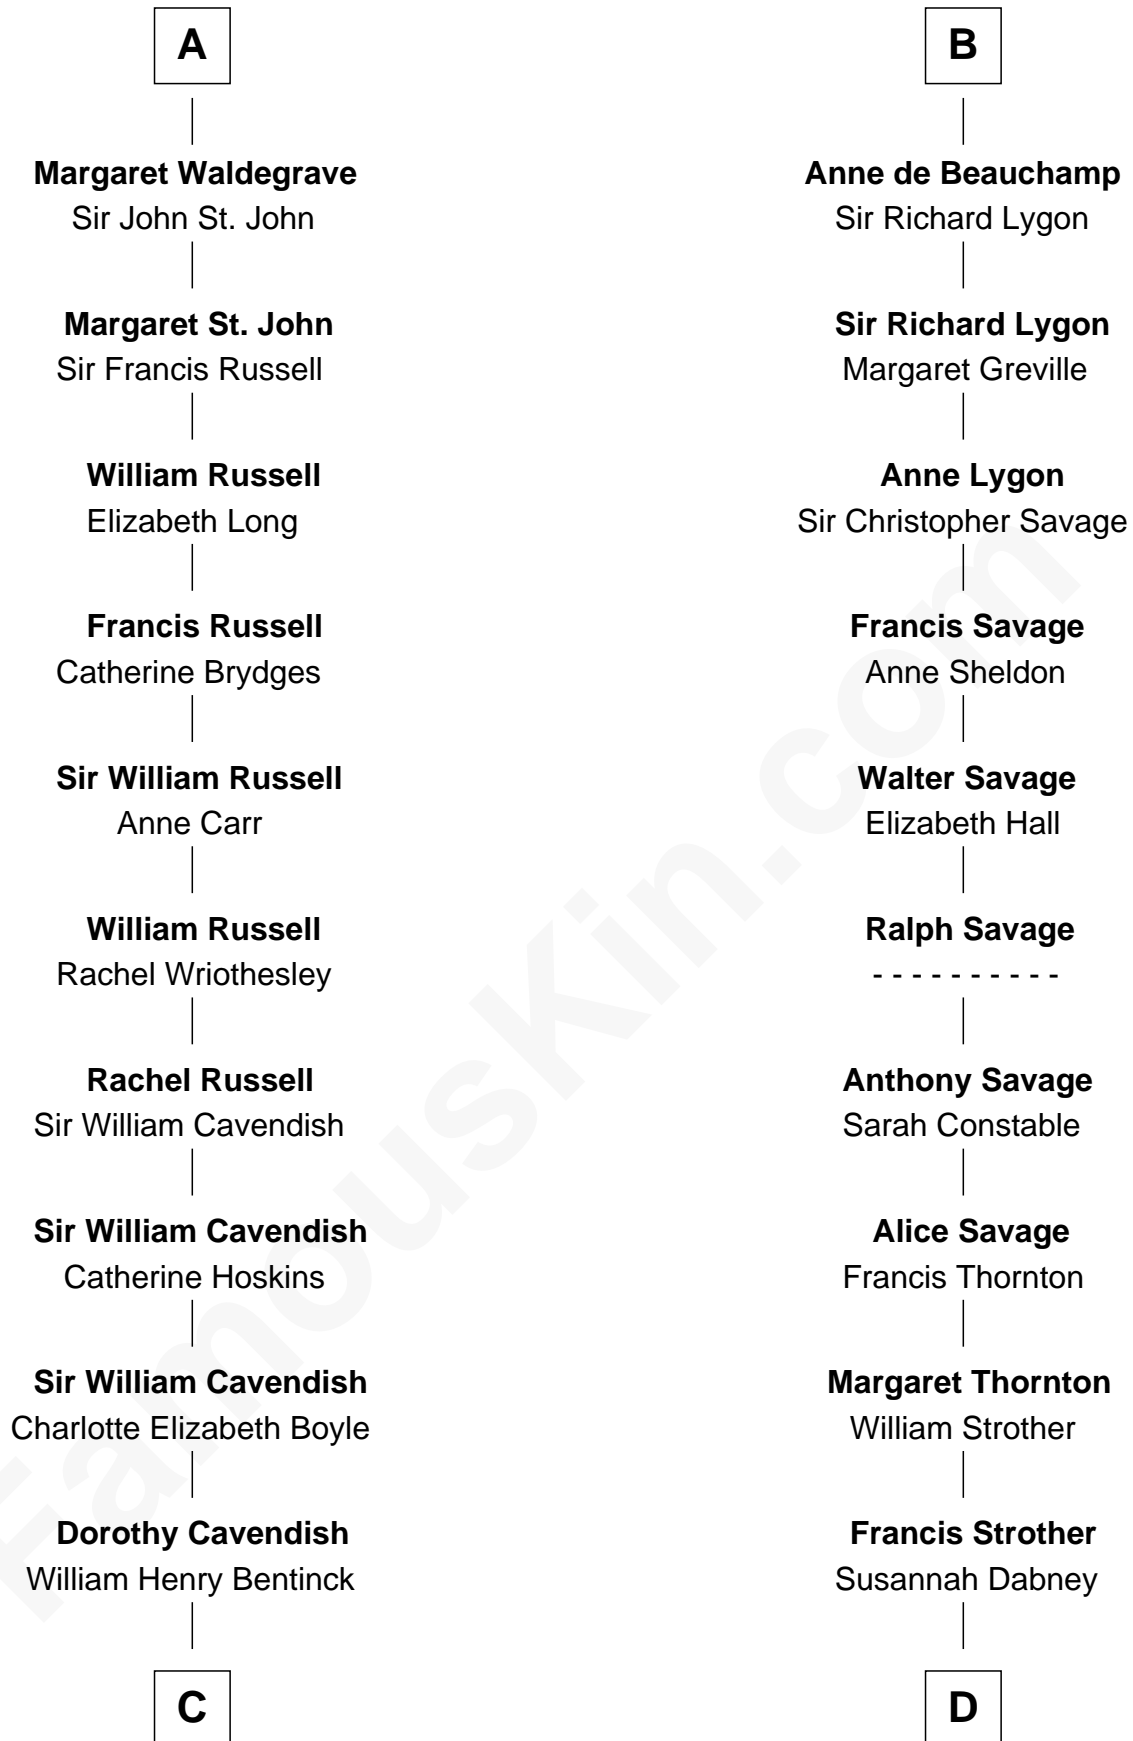 A
Margaret Waldegrave
Sir John St. John
Margaret St. John
Sir Francis Russell
William Russell
Elizabeth Long
Francis Russell
Catherine Brydges
Sir William Russell
Anne Carr
William Russell
Rachel Wriothesley
Rachel Russell
Sir William Cavendish
Sir William Cavendish
Catherine Hoskins
Sir William Cavendish
Charlotte Elizabeth Boyle
Dorothy Cavendish
William Henry Bentinck
C
B
Anne de Beauchamp
Sir Richard Lygon
Sir Richard Lygon
Margaret Greville
Anne Lygon
Sir Christopher Savage
Francis Savage
Anne Sheldon
Walter Savage
Elizabeth Hall
Ralph Savage
- - - - - - - - - -
Anthony Savage
Sarah Constable
Alice Savage
Francis Thornton
Margaret Thornton
William Strother
Francis Strother
Susannah Dabney
D
FamousKin.com